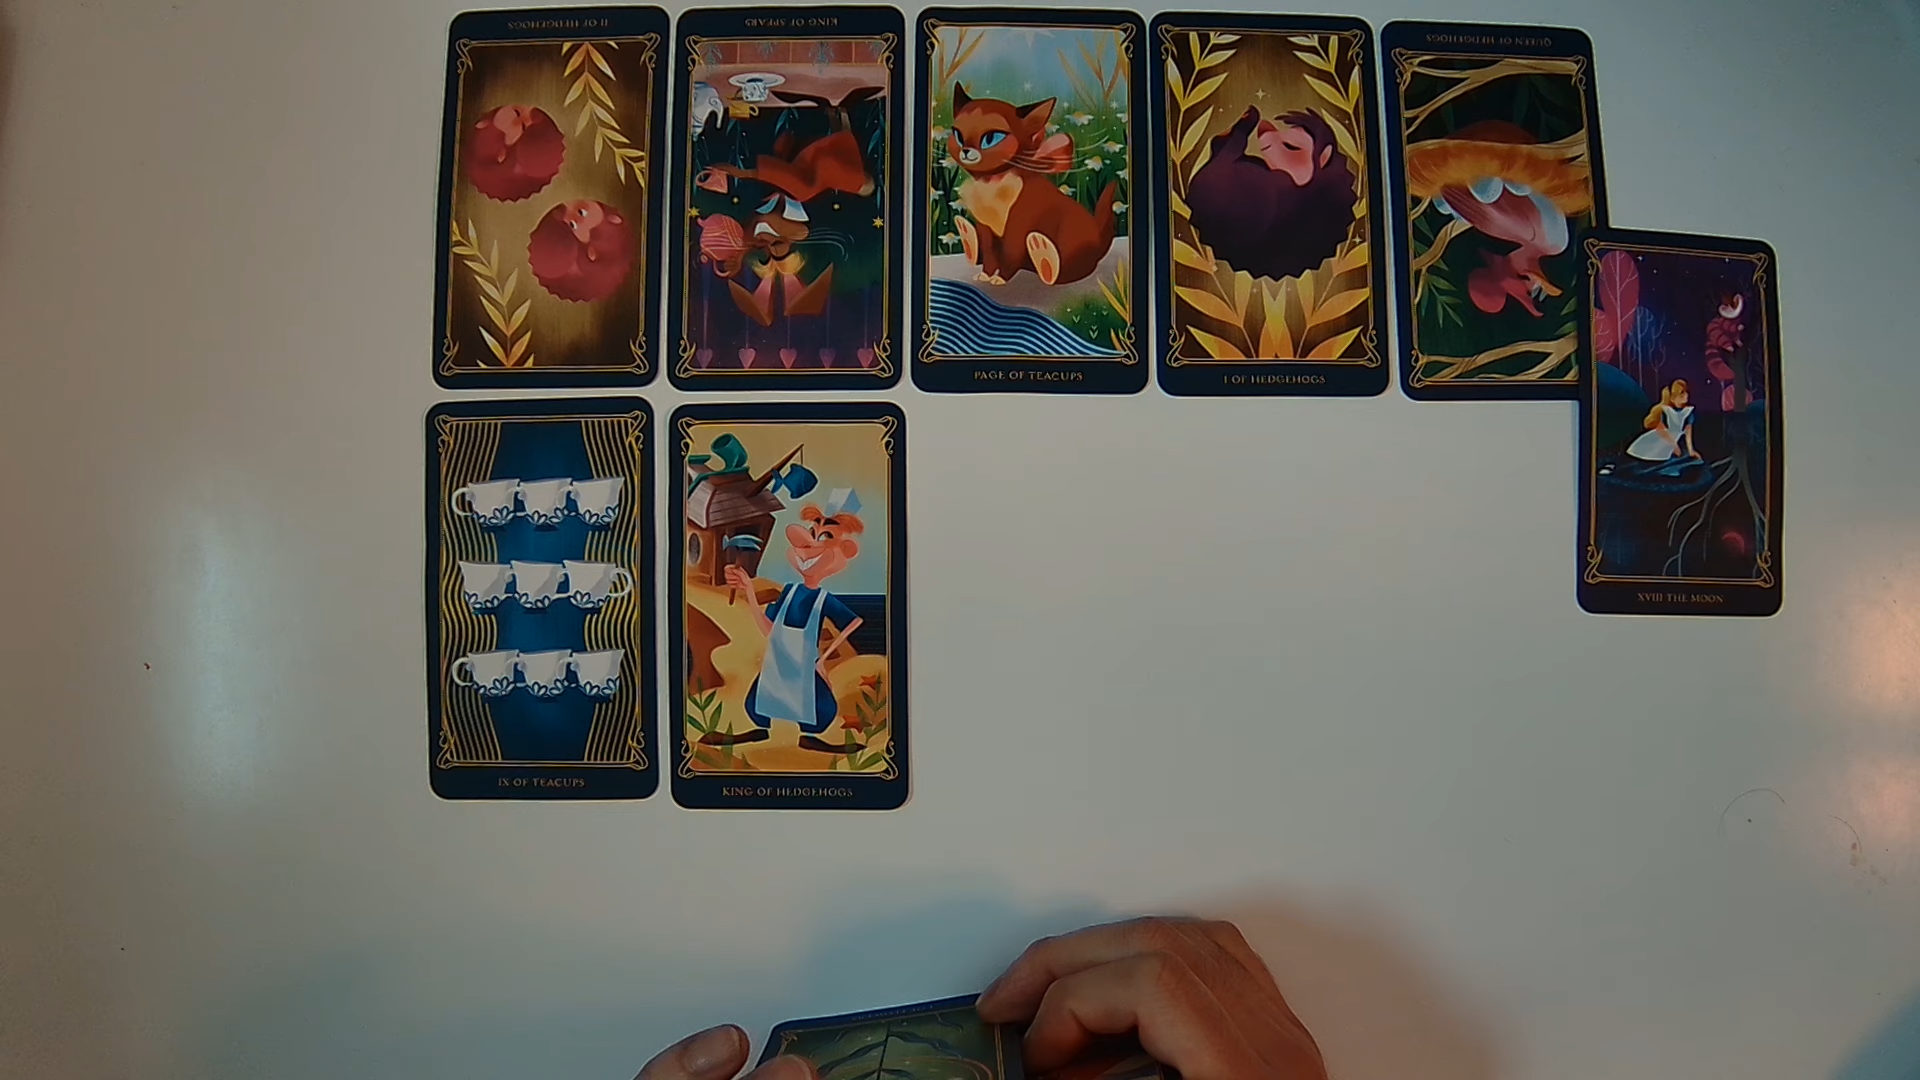 II OF HEDGEHOGS
KING OF SPEARS
PAGE OF TEACUPS
I OF HEDGEHOGS
QUEEN OF HEDGEHOGS
XVIII THE MOON
IX OF TEACUPS
KING OF HEDGEHOGS